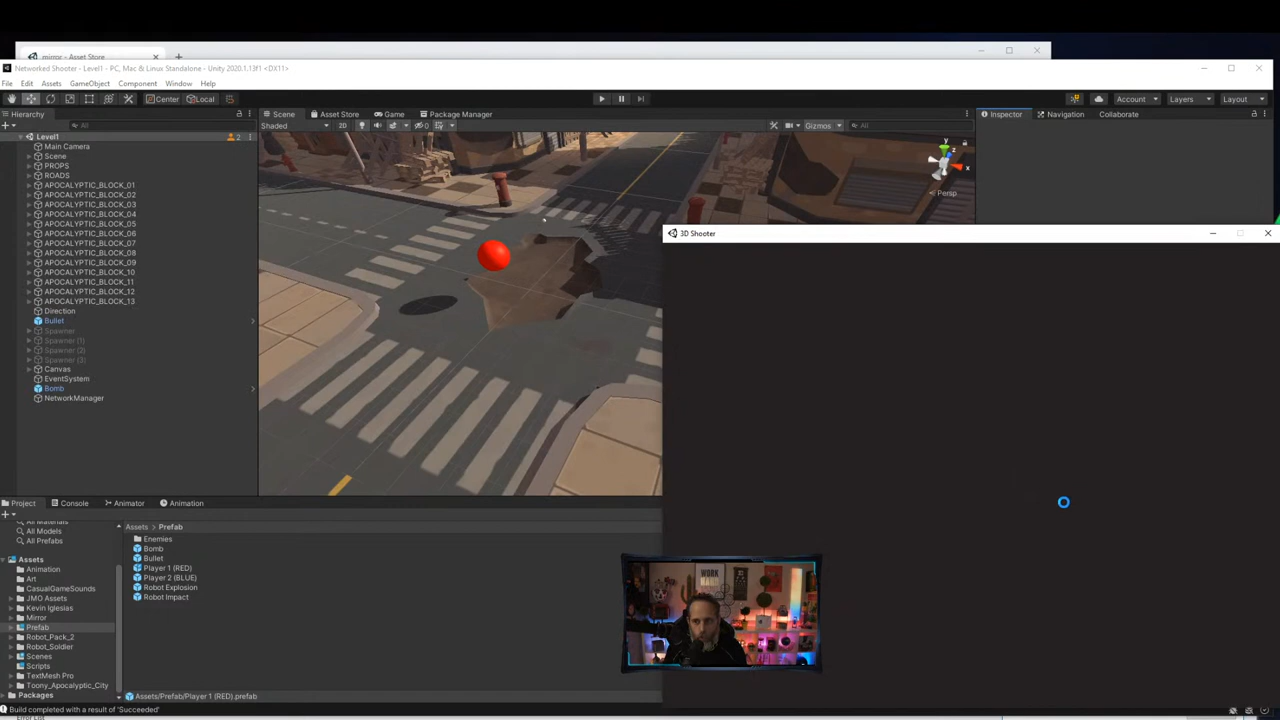 mirror - Asset Store
Networked Shooter - Level1 - PC, Mac & Linux Standalone - Unity 2020.1.13f1 <DX11>
File Edit Assets GameObject Component Window Help
Center Local Account Layers Layout
Hierarchy Scene Asset Store Game Package Manager Inspector Navigation Collaborate
All Shaded 2D 0 Gizmos All
Level1 2
Main Camera
Scene
PROPS
ROADS
APOCALYPTIC_BLOCK_01
APOCALYPTIC_BLOCK_02
APOCALYPTIC_BLOCK_03
APOCALYPTIC_BLOCK_04
APOCALYPTIC_BLOCK_05
APOCALYPTIC_BLOCK_06
APOCALYPTIC_BLOCK_07
APOCALYPTIC_BLOCK_08
APOCALYPTIC_BLOCK_09
APOCALYPTIC_BLOCK_10
APOCALYPTIC_BLOCK_11
APOCALYPTIC_BLOCK_12
APOCALYPTIC_BLOCK_13
Direction
Bullet
Spawner
Spawner (1)
Spawner (2)
Spawner (3)
Canvas
EventSystem
Bomb
NetworkManager
y
z
x
Persp
3D Shooter
Project Console Animator Animation
All Materials
All Models
All Prefabs
Assets
Animation
Art
CasualGameSounds
JMO Assets
Kevin Iglesias
Mirror
Prefab
Robot_Pack_2
Robot_Soldier
Scenes
Scripts
TextMesh Pro
Toony_Apocalyptic_City
Packages
Assets > Prefab
Enemies
Bomb
Bullet
Player 1 (RED)
Player 2 (BLUE)
Robot Explosion
Robot Impact
Assets/Prefab/Player 1 (RED).prefab
WORK
Build completed with a result of 'Succeeded'
Error List